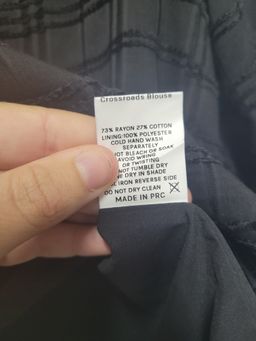 Crossroads Blouse
73% RAYON 27% COTTON
LINING:100% POLYESTER
COLD HAND WASH
SEPARATELY
NOT BLEACH OR SOAK
AVOID WRING
OR TWISTING
NOT TUMBLE DRY
DRY IN SHADE
IRON REVERSE SIDE
DO NOT DRY CLEAN
MADE IN PRC